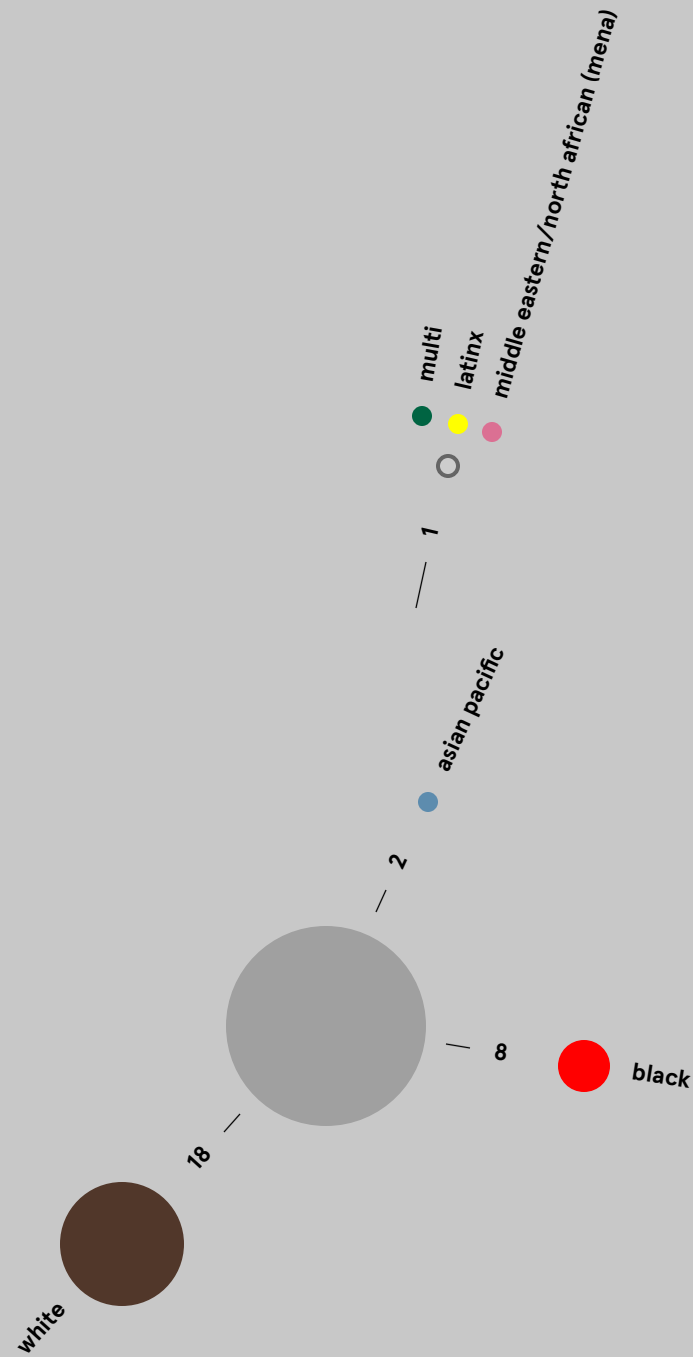 middle eastern/north african (mena)
multi
latinx
1
asian pacific
2
8
black
18
white